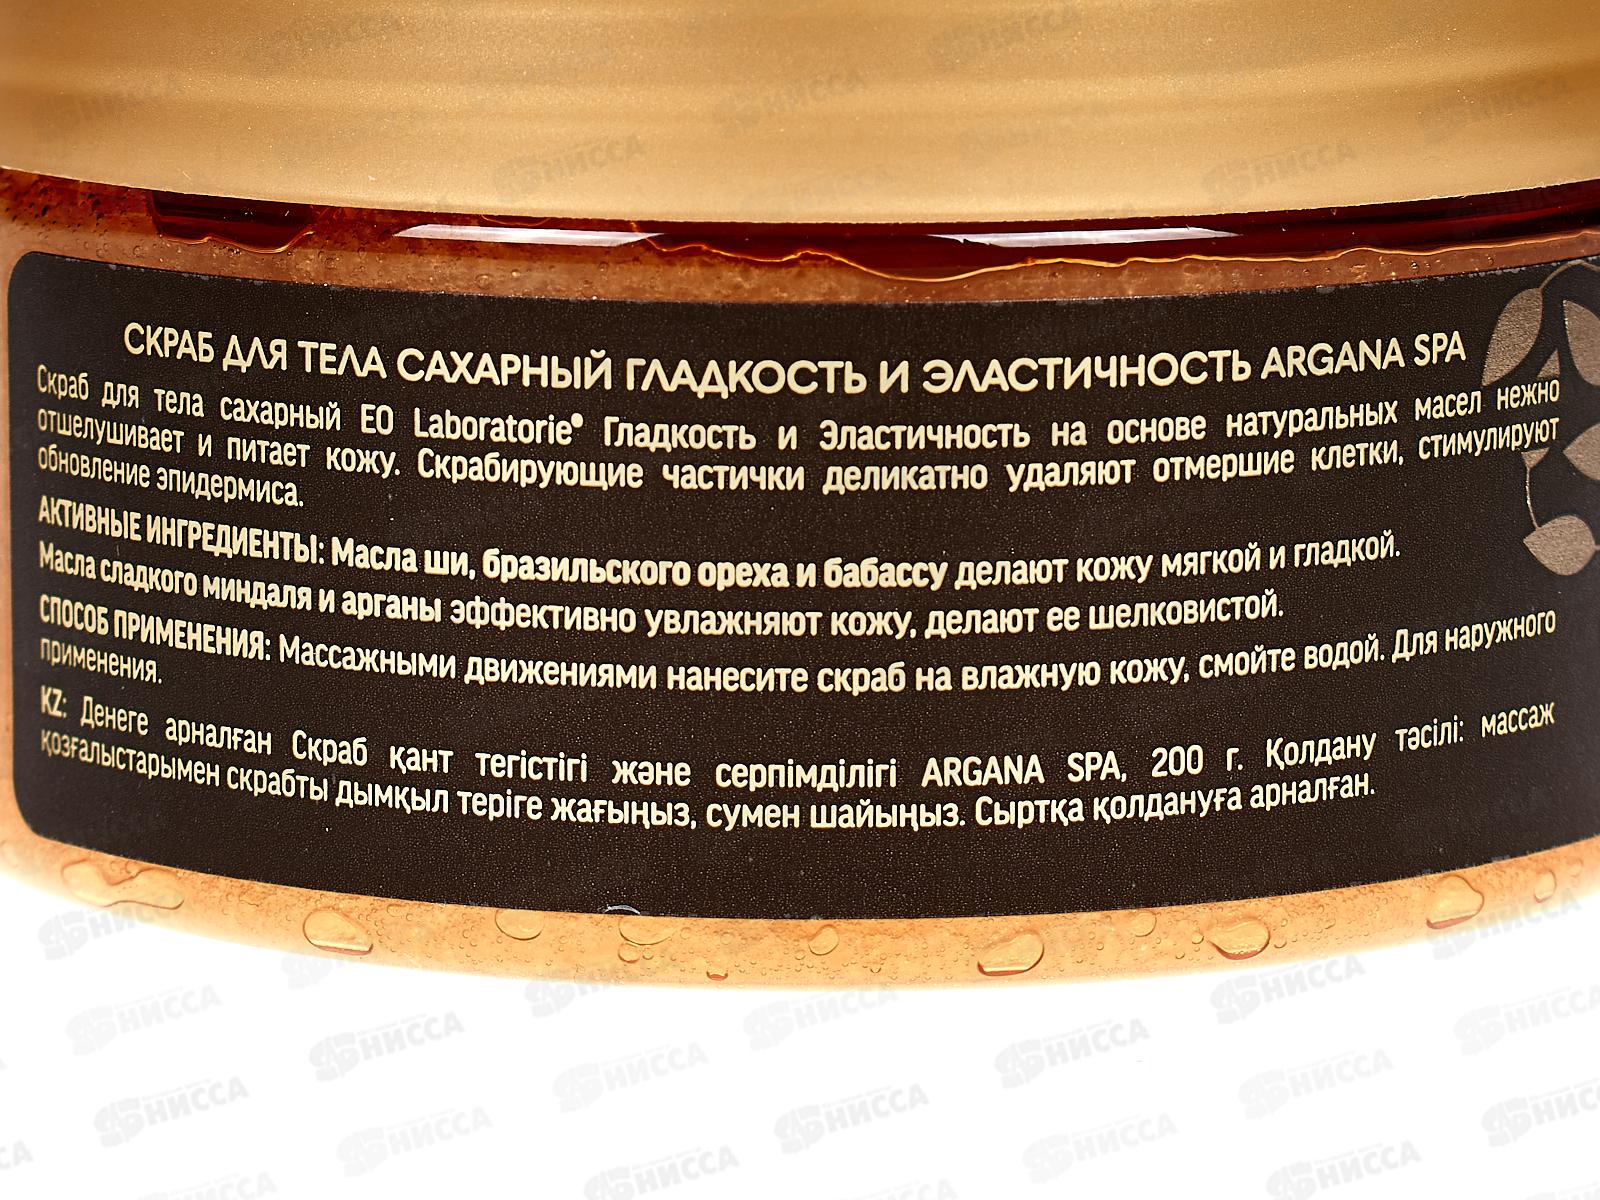 СКРАБ ДЛЯ ТЕЛА САХАРНЫЙ ГЛАДКОСТЬ И ЭЛАСТИЧНОСТЬ ARGANA SPA
Скраб для тела сахарный EO Laboratorie® Гладкость и Эластичность на основе натуральных масел нежно
отшелушивает и питает кожу. Скрабирующие частички деликатно удаляют отмершие клетки, стимулируют
обновление эпидермиса.
АКТИВНЫЕ ИНГРЕДИЕНТЫ: Масла ши, бразильского ореха и бабассу делают кожу мягкой и гладкой.
Масла сладкого миндаля и арганы эффективно увлажняют кожу, делают ее шелковистой.
СПОСОБ ПРИМЕНЕНИЯ: Массажными движениями нанесите скраб на влажную кожу, смойте водой. Для наружного
применения.
KZ: Денеге арналған Скраб қант тегістігі және серпімділігі ARGANA SPA, 200 г. Қолдану тәсілі: массаж
қозғалыстарымен скрабты дымқыл теріге жағыңыз, сумен шайыңыз. Сыртқа қолдануға арналған.